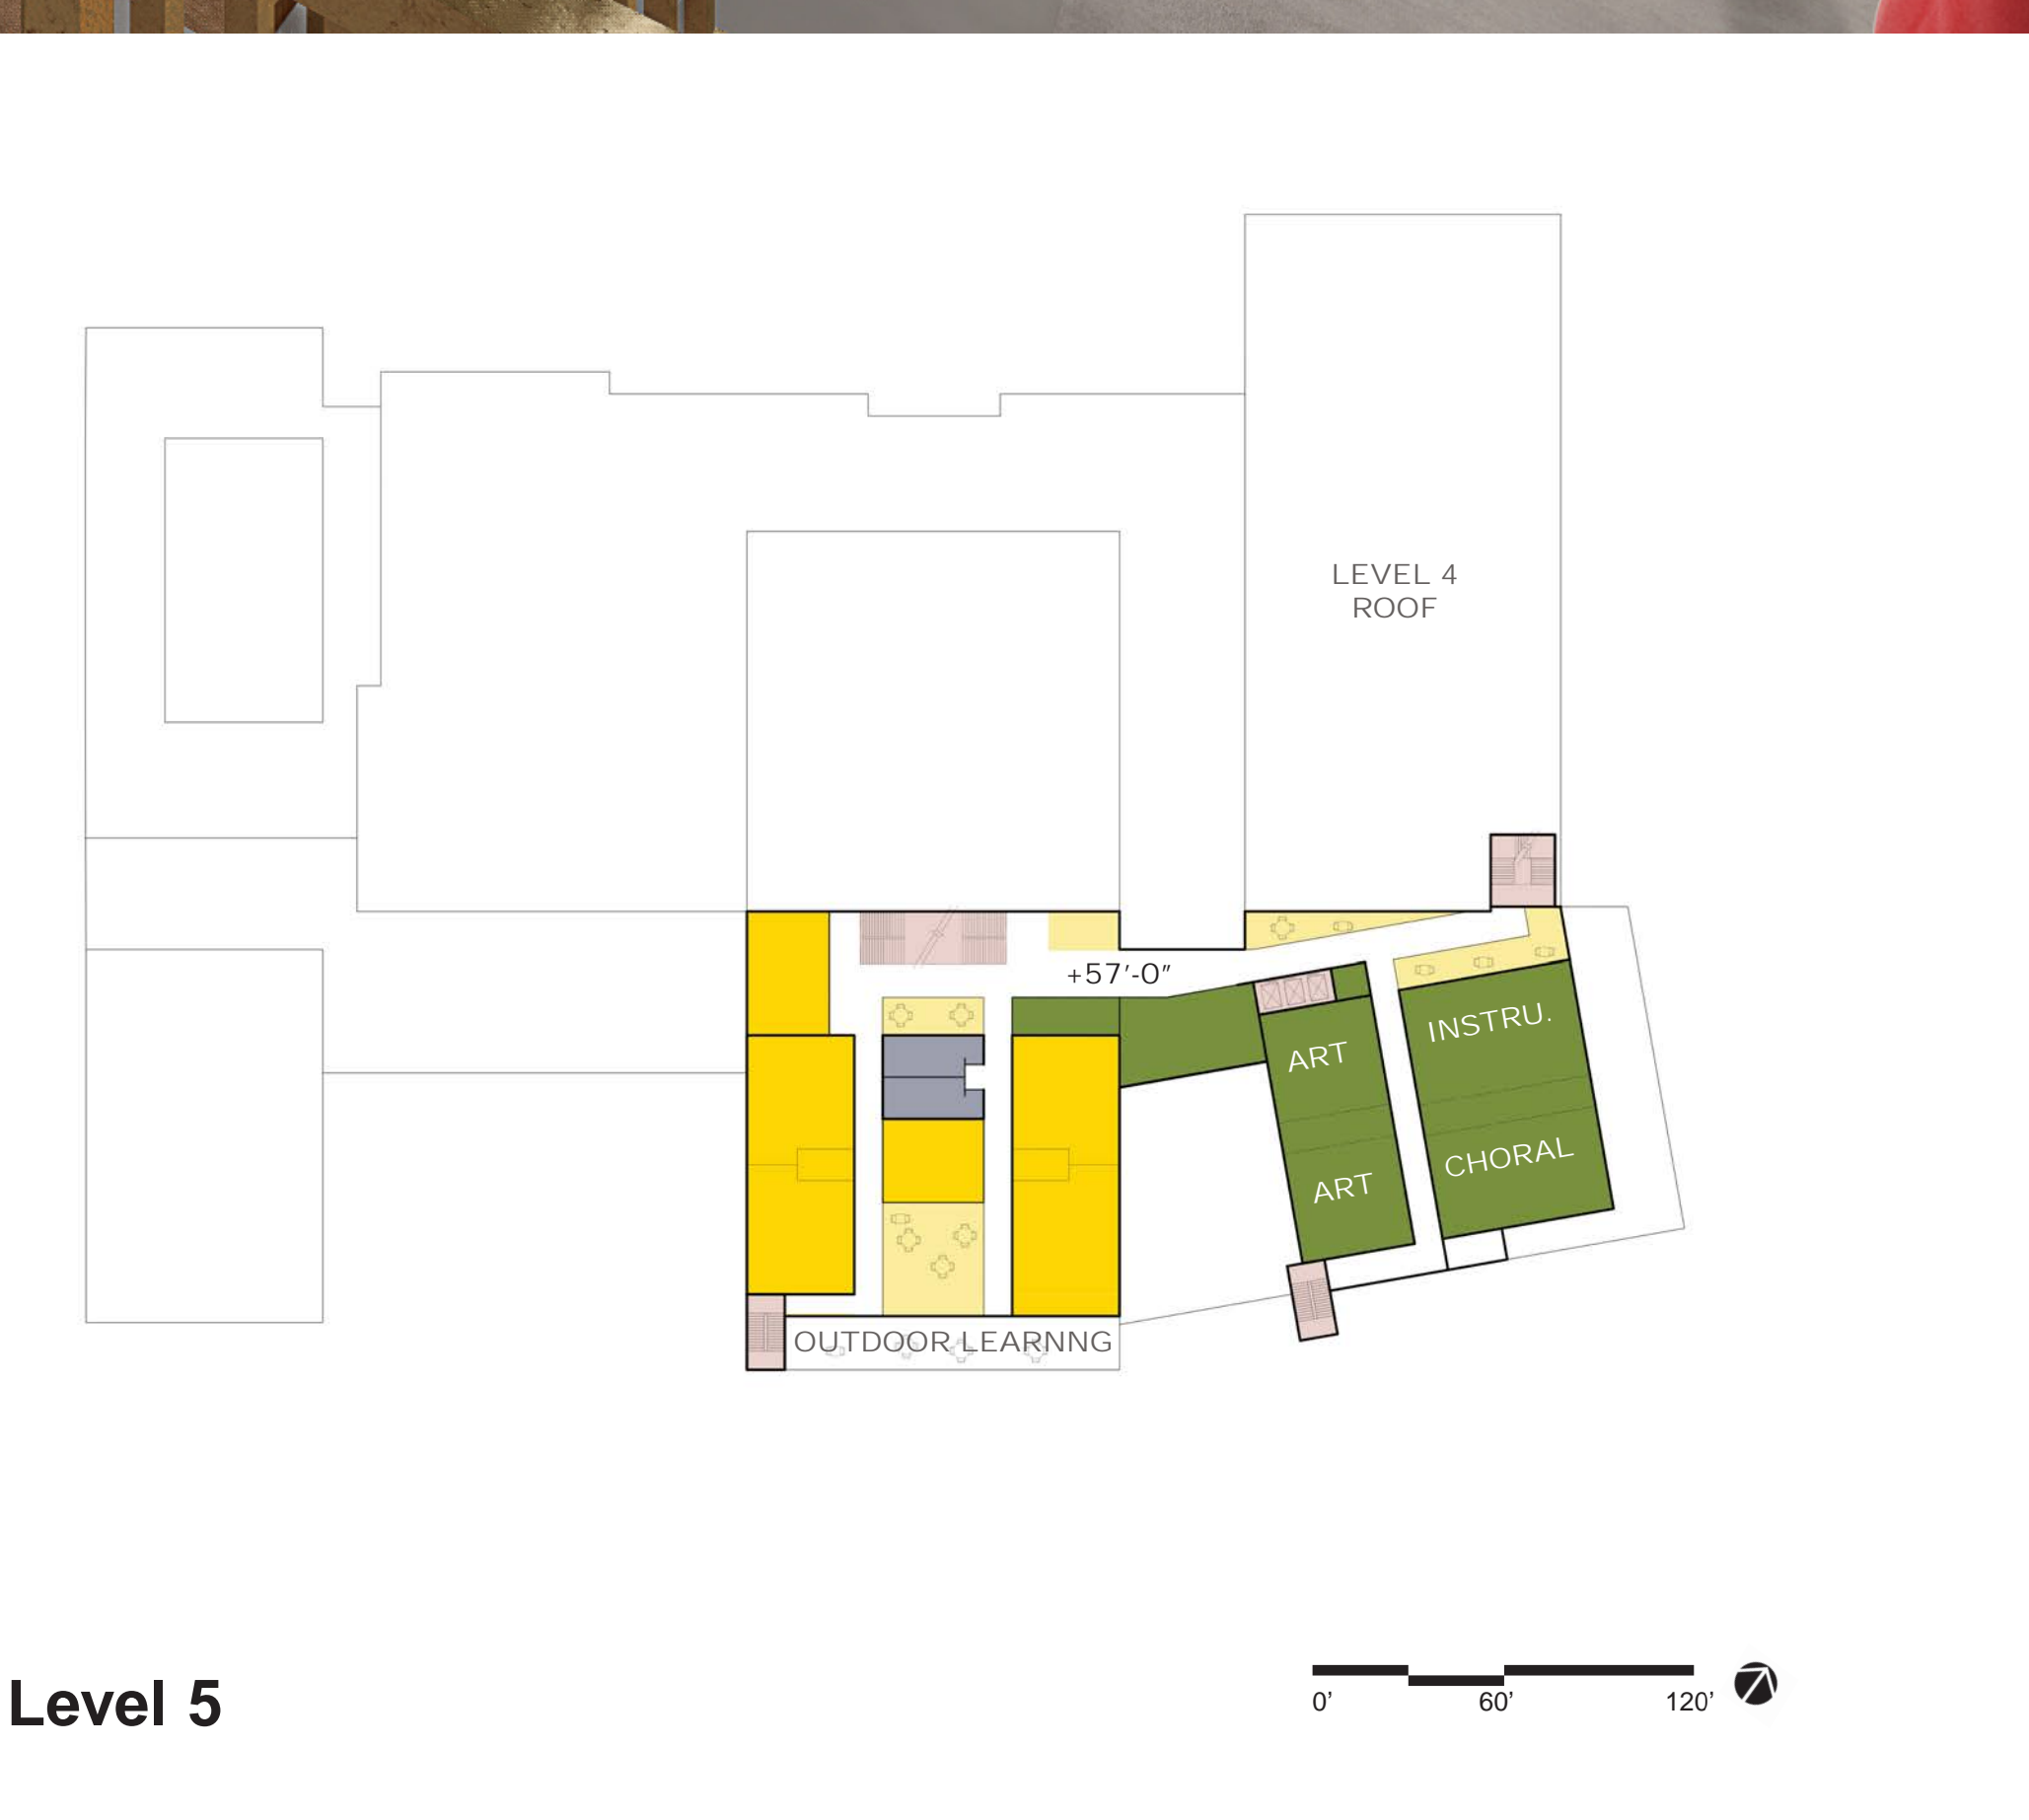 LEVEL 4
ROOF
+57'-0"
INSTRU.
ART
CHORAL
ART
OUTDOOR LEARNNG
Level 5
0' 60' 120'